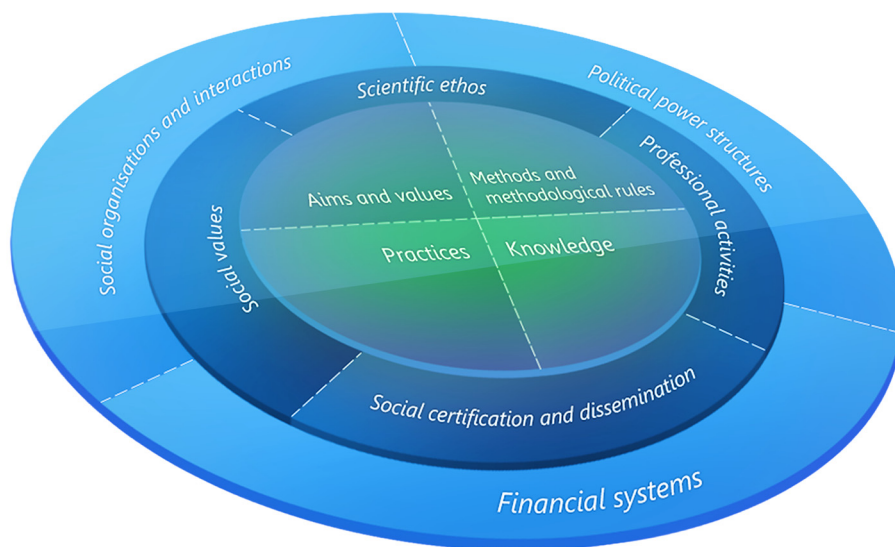 Social organisations and interactions
Political power structures
Scientific ethos
Professional activities
Social values
Aims and values
Methods and
methodological rules
Practices
Knowledge
Social certification and dissemination
Financial systems